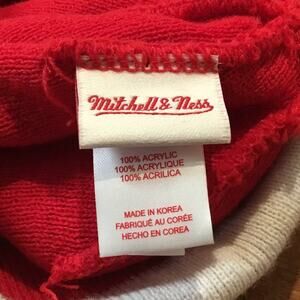 Mitchell & Ness
100% ACRYLIC
100% ACRYLIQUE
100% ACRILICA
MADE IN KOREA
FABRIQUÉ AU CORÉE
HECHO EN COREA